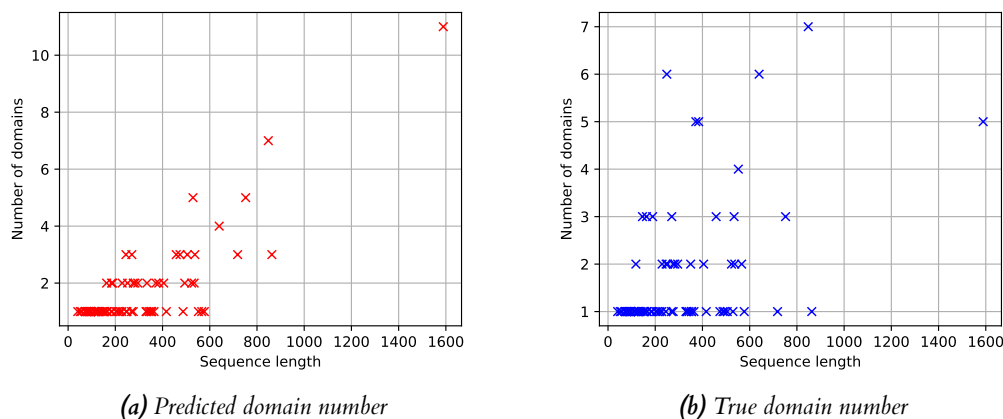 10
8
6
4
2
Number of domains
0 200 400 600 800 1000 1200 1400 1600
Sequence length
(a) Predicted domain number
7
6
5
4
3
2
1
Number of domains
0 200 400 600 800 1000 1200 1400 1600
Sequence length
(b) True domain number